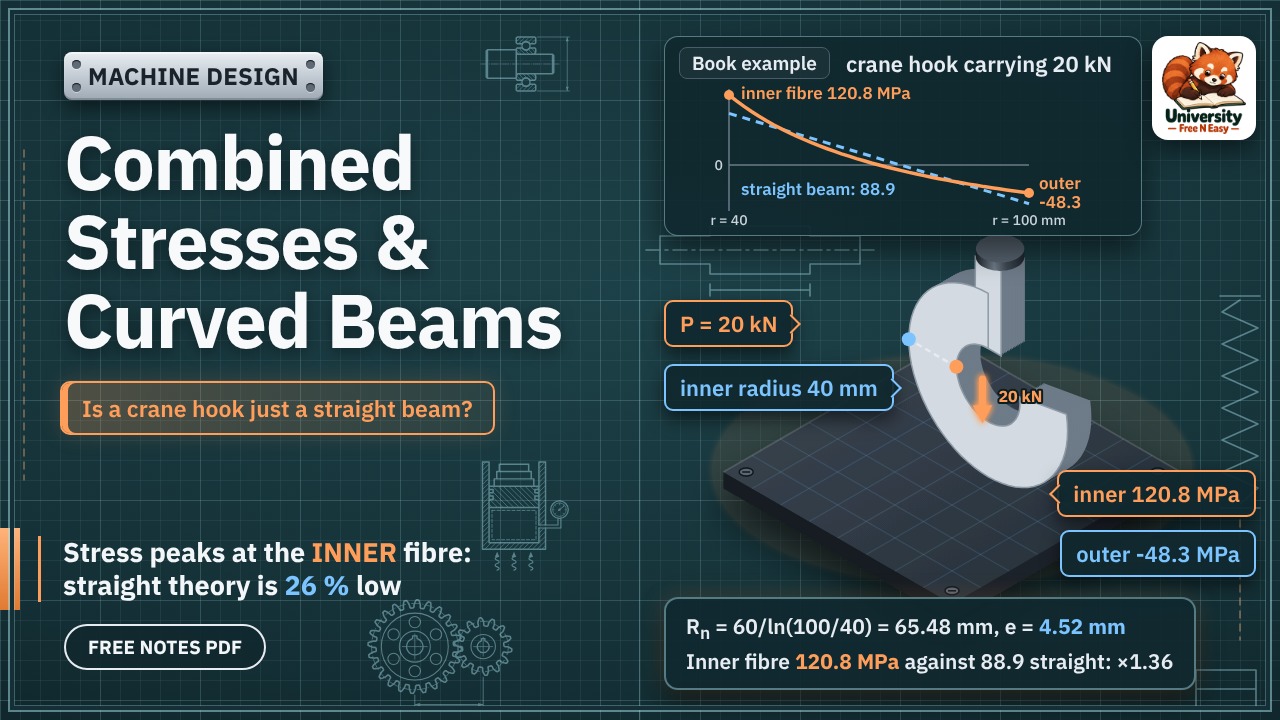 MACHINE DESIGN
Combined
Stresses &
Curved Beams
Is a crane hook just a straight beam?
Stress peaks at the INNER fibre:
straight theory is 26 % low
FREE NOTES PDF
Book example
crane hook carrying 20 kN
inner fibre 120.8 MPa
0
straight beam: 88.9
outer
-48.3
r = 40
r = 100 mm
University
Free N Easy
P = 20 kN
inner radius 40 mm
20 kN
inner 120.8 MPa
outer -48.3 MPa
Rn = 60/ln(100/40) = 65.48 mm, e = 4.52 mm
Inner fibre 120.8 MPa against 88.9 straight: ×1.36